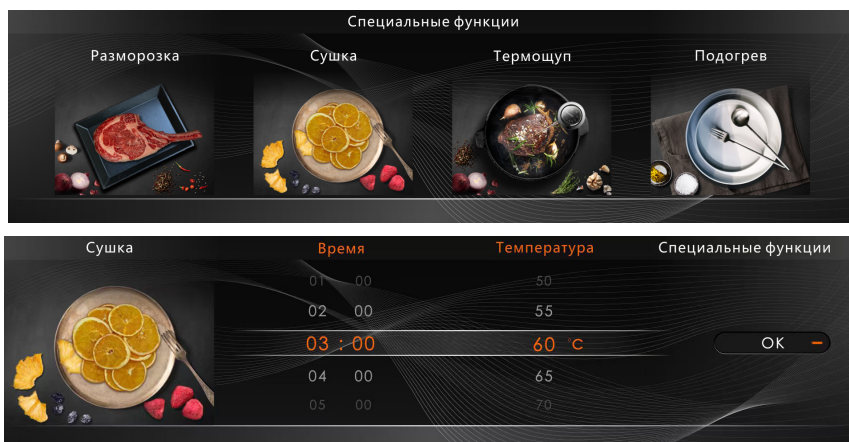 Специальные функции
Разморозка Сушка Термощуп Подогрев
Сушка Время Температура Специальные функции
01 00 50
02 00 55
03 : 00 60 °C OK
04 00 65
05 00 70